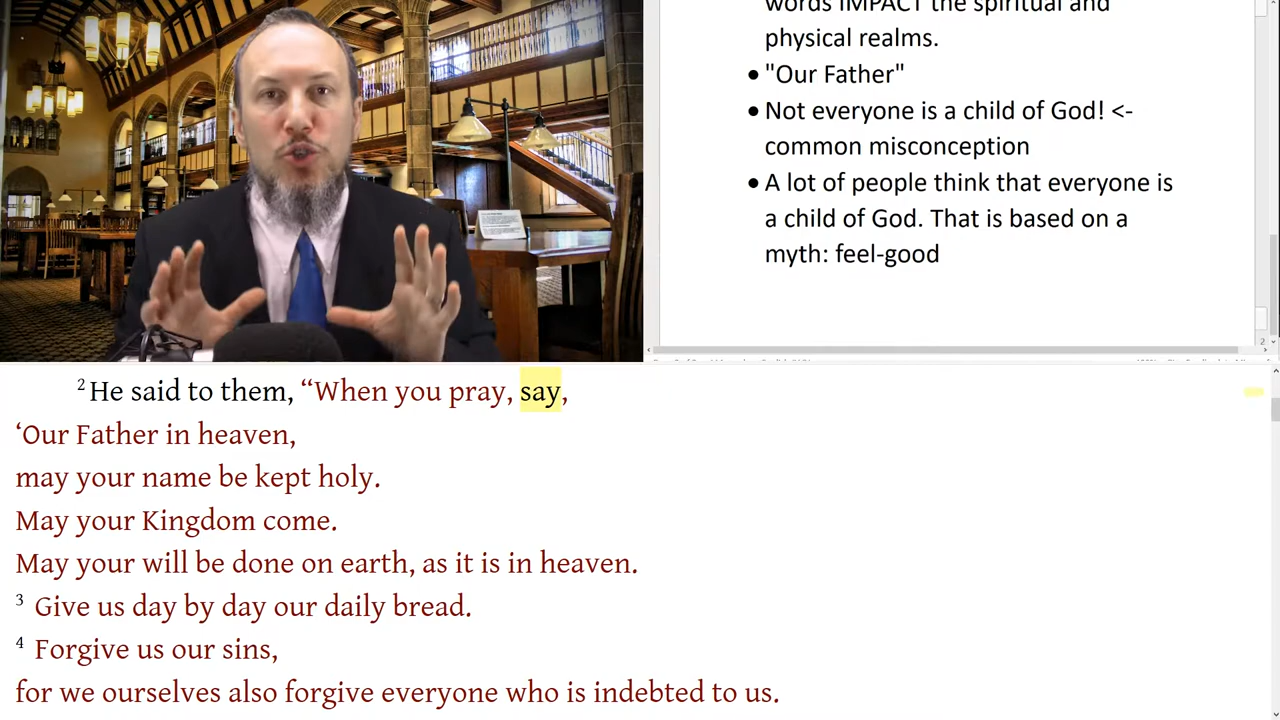 words IMPACT the spiritual and
physical realms.
• "Our Father"
• Not everyone is a child of God! <-
common misconception
• A lot of people think that everyone is
a child of God. That is based on a
myth: feel-good
2
2 He said to them, “When you pray, say,
‘Our Father in heaven,
may your name be kept holy.
May your Kingdom come.
May your will be done on earth, as it is in heaven.
3 Give us day by day our daily bread.
4 Forgive us our sins,
for we ourselves also forgive everyone who is indebted to us.